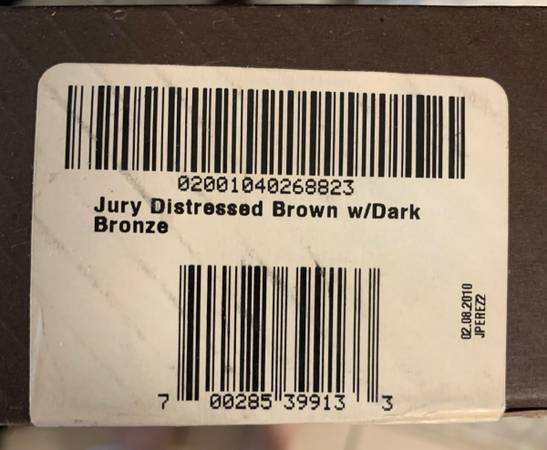 02001040268823
Jury Distressed Brown w/Dark
Bronze
7 00285 39913 3
02.08.2010
JPEREZ2